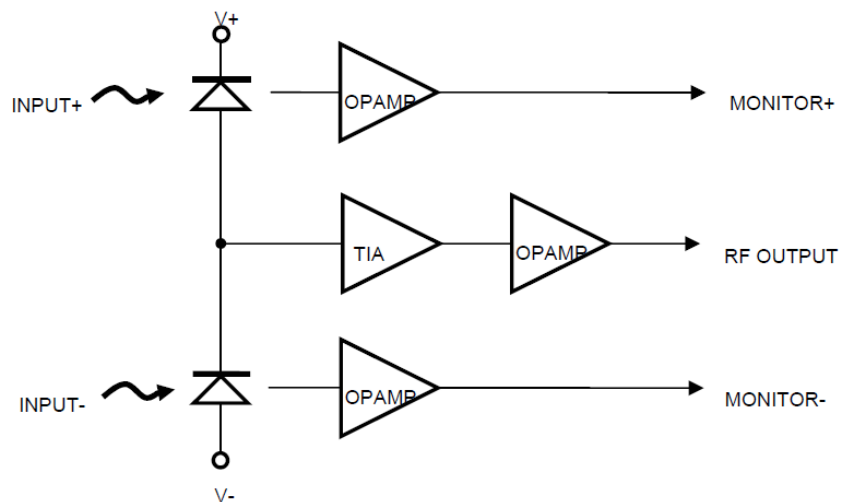 V+
INPUT+
OPAMP
MONITOR+
TIA
OPAMP
RF OUTPUT
INPUT-
OPAMP
MONITOR-
V-